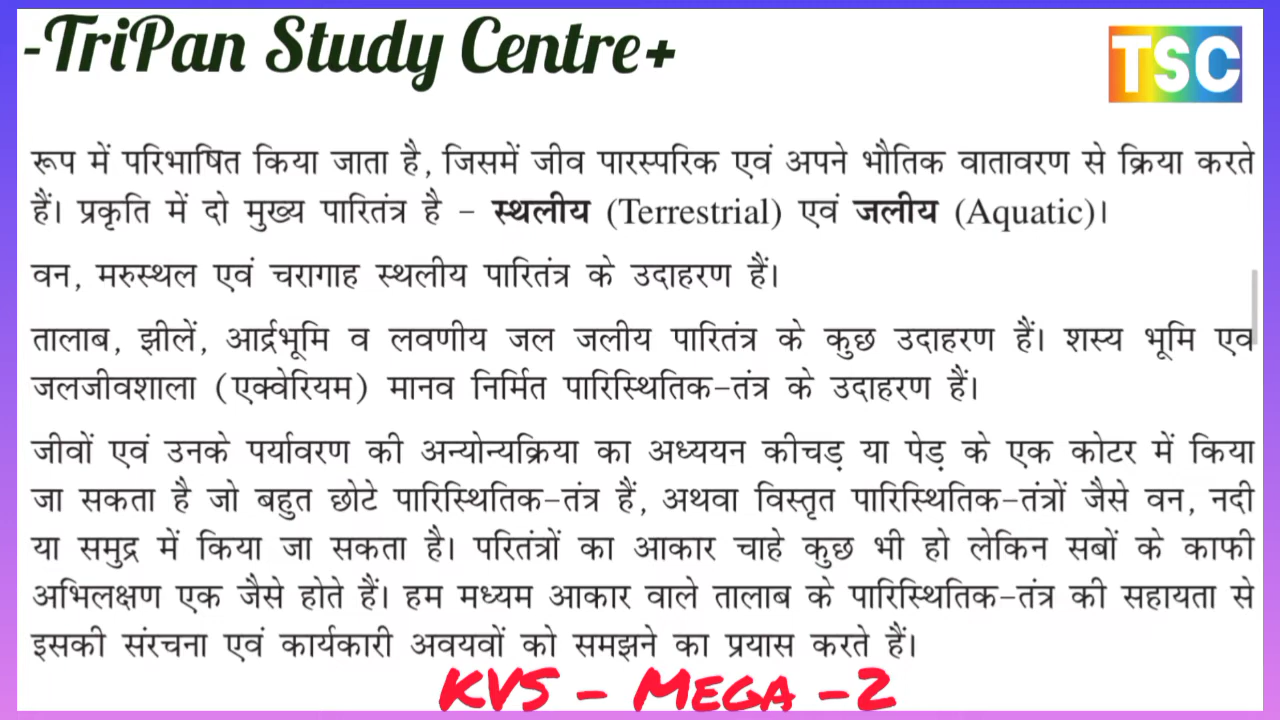 -TriPan Study Centre+
TSC
रूप में परिभाषित किया जाता है, जिसमें जीव पारस्परिक एवं अपने भौतिक वातावरण से क्रिया करते
हैं। प्रकृति में दो मुख्य पारितंत्र है – स्थलीय (Terrestrial) एवं जलीय (Aquatic)।
वन, मरुस्थल एवं चरागाह स्थलीय पारितंत्र के उदाहरण हैं।
तालाब, झीलें, आर्द्रभूमि व लवणीय जल जलीय पारितंत्र के कुछ उदाहरण हैं। शस्य भूमि एव
जलजीवशाला (एक्वेरियम) मानव निर्मित पारिस्थितिक-तंत्र के उदाहरण हैं।
जीवों एवं उनके पर्यावरण की अन्योन्यक्रिया का अध्ययन कीचड़ या पेड़ के एक कोटर में किया
जा सकता है जो बहुत छोटे पारिस्थितिक-तंत्र हैं, अथवा विस्तृत पारिस्थितिक-तंत्रों जैसे वन, नदी
या समुद्र में किया जा सकता है। परितंत्रों का आकार चाहे कुछ भी हो लेकिन सबों के काफी
अभिलक्षण एक जैसे होते हैं। हम मध्यम आकार वाले तालाब के पारिस्थितिक-तंत्र की सहायता से
इसकी संरचना एवं कार्यकारी अवयवों को समझने का प्रयास करते हैं।
KVS - MEGA -2